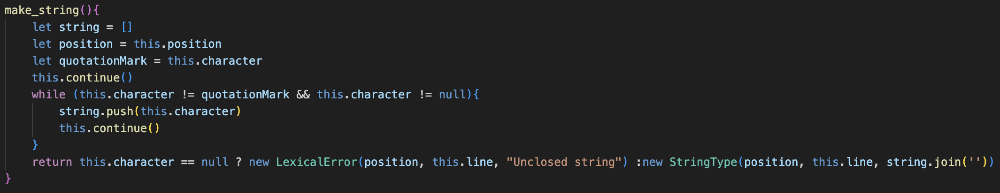 make_string(){
    let string = []
    let position = this.position
    let quotationMark = this.character
    this.continue()
    while (this.character != quotationMark && this.character != null){
        string.push(this.character)
        this.continue()
    }
    return this.character == null ? new LexicalError(position, this.line, "Unclosed string") :new StringType(position, this.line, string.join(''))
}